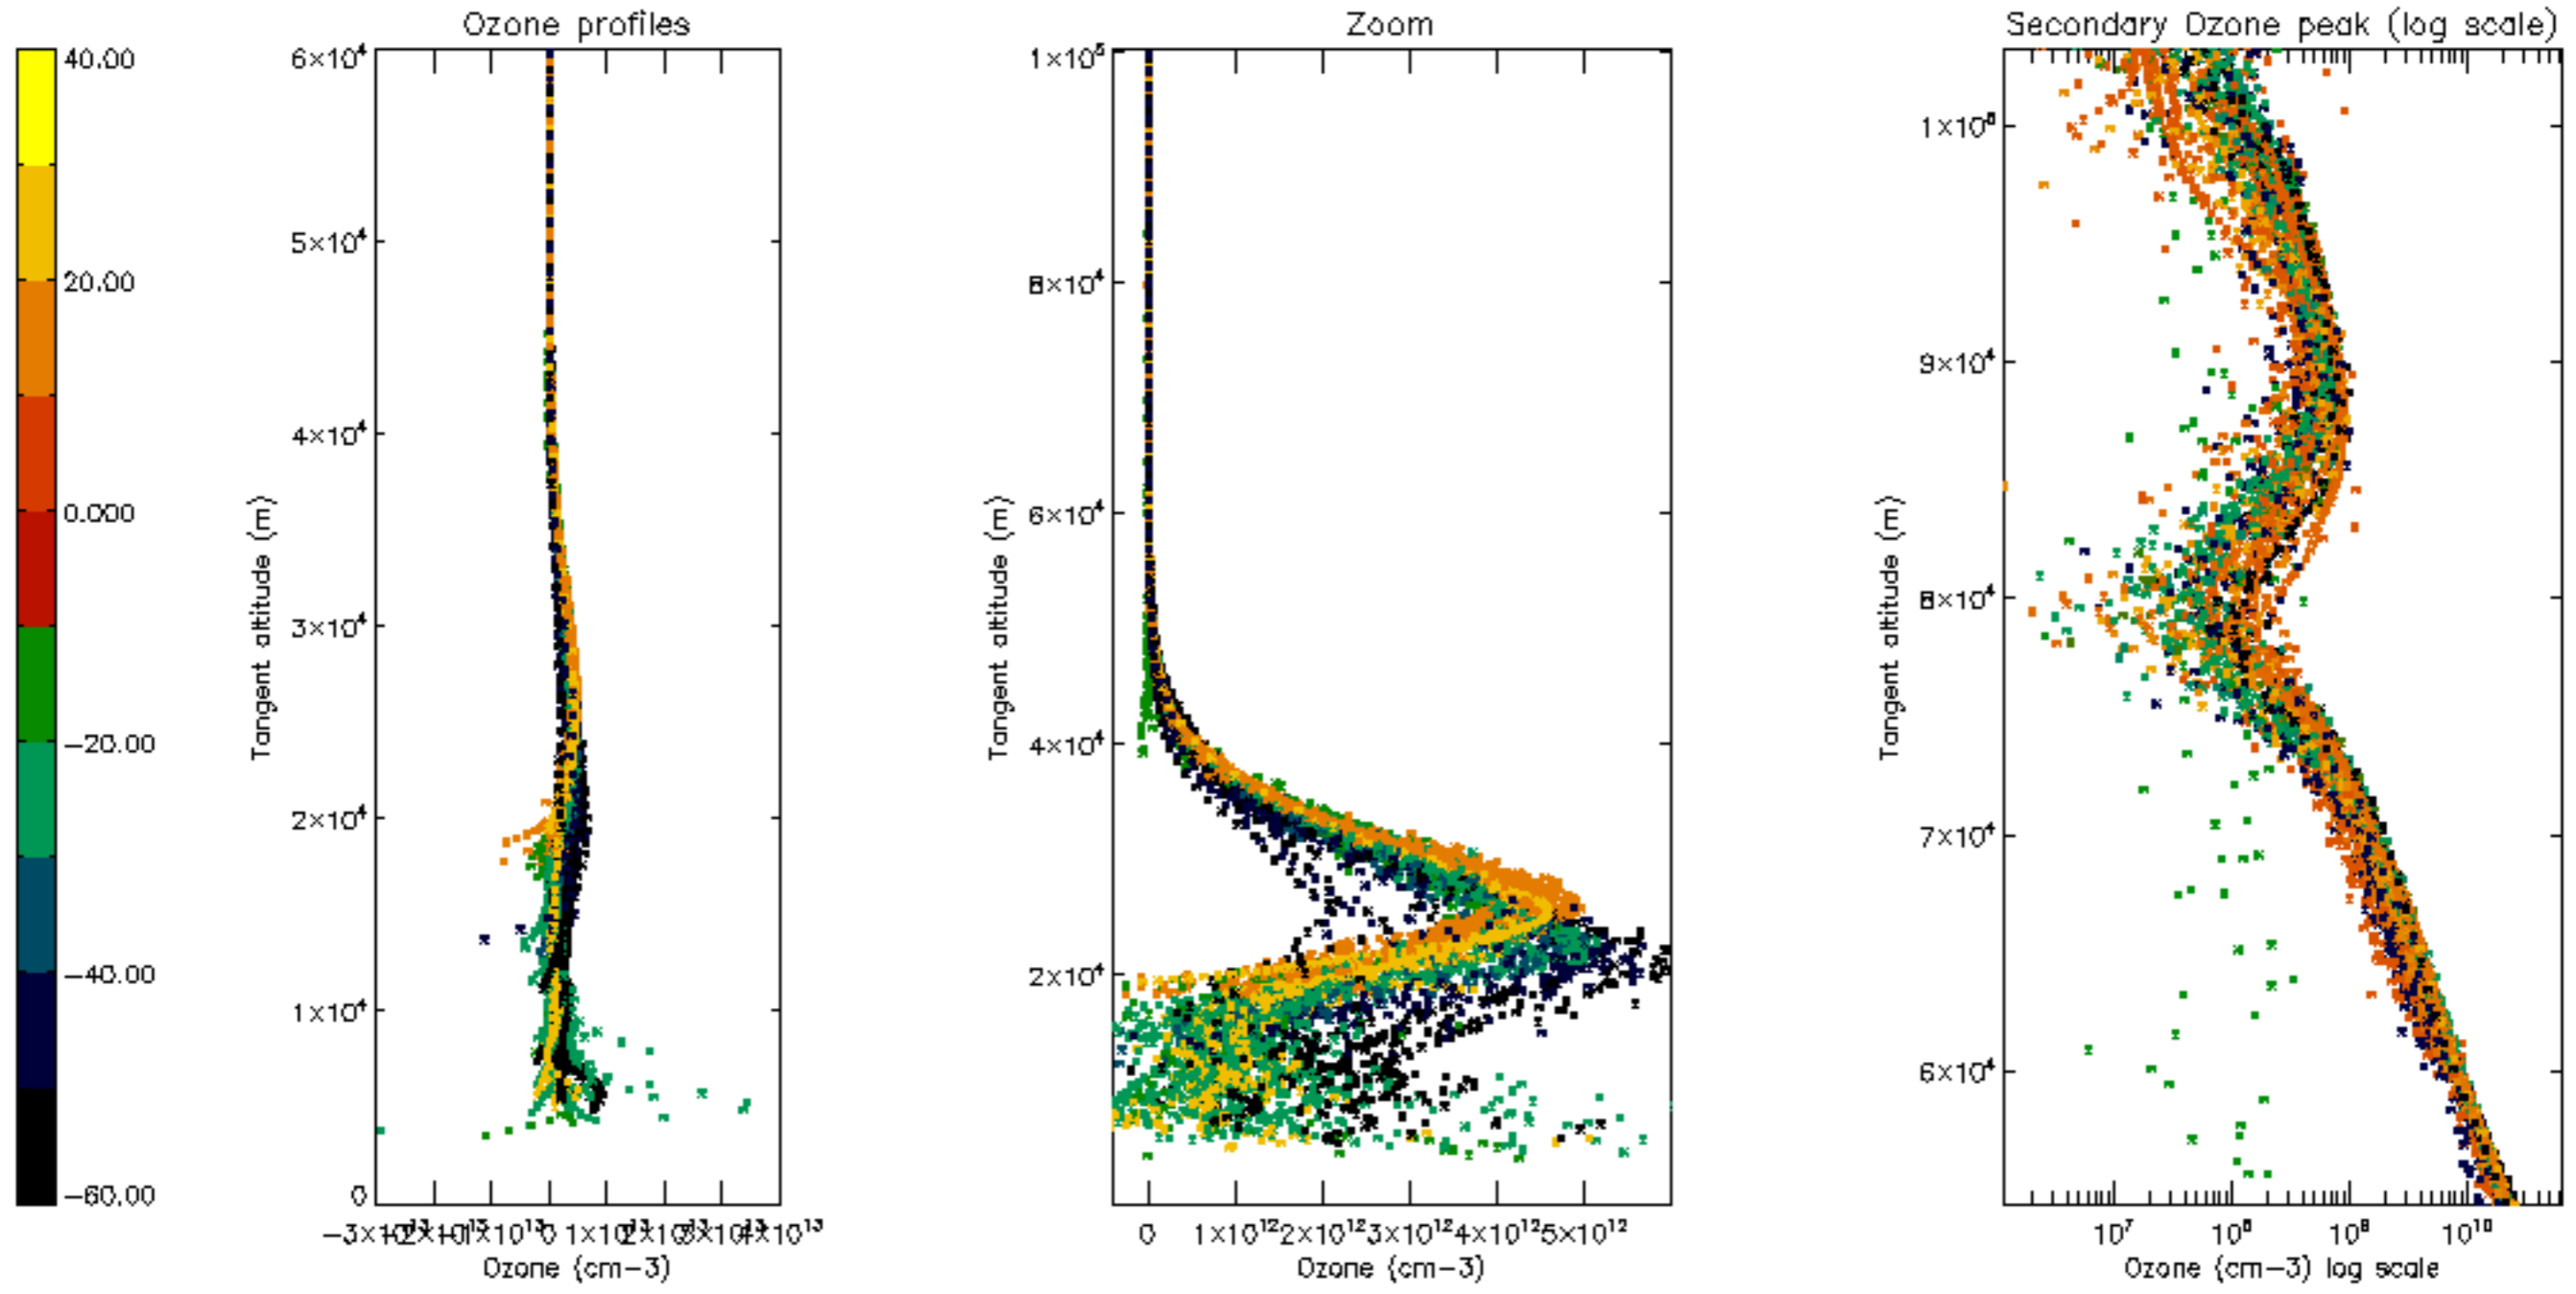 Ozone profiles
Zoom
Secondary Ozone peak (log scale)
40.00
20.00
0.000
−20.00
−40.00
−60.00
6×10⁴
5×10⁴
4×10⁴
3×10⁴
2×10⁴
1×10⁴
0
Tangent altitude (m)
0
4×10¹³
Ozone (cm−3)
1×10⁵
8×10⁴
6×10⁴
4×10⁴
2×10⁴
Tangent altitude (m)
0 1×10¹² 2×10¹² 3×10¹² 4×10¹² 5×10¹²
Ozone (cm−3)
1×10⁵
9×10⁴
8×10⁴
7×10⁴
6×10⁴
Tangent altitude (m)
10⁷ 10⁸ 10⁹ 10¹⁰
Ozone (cm−3) log scale